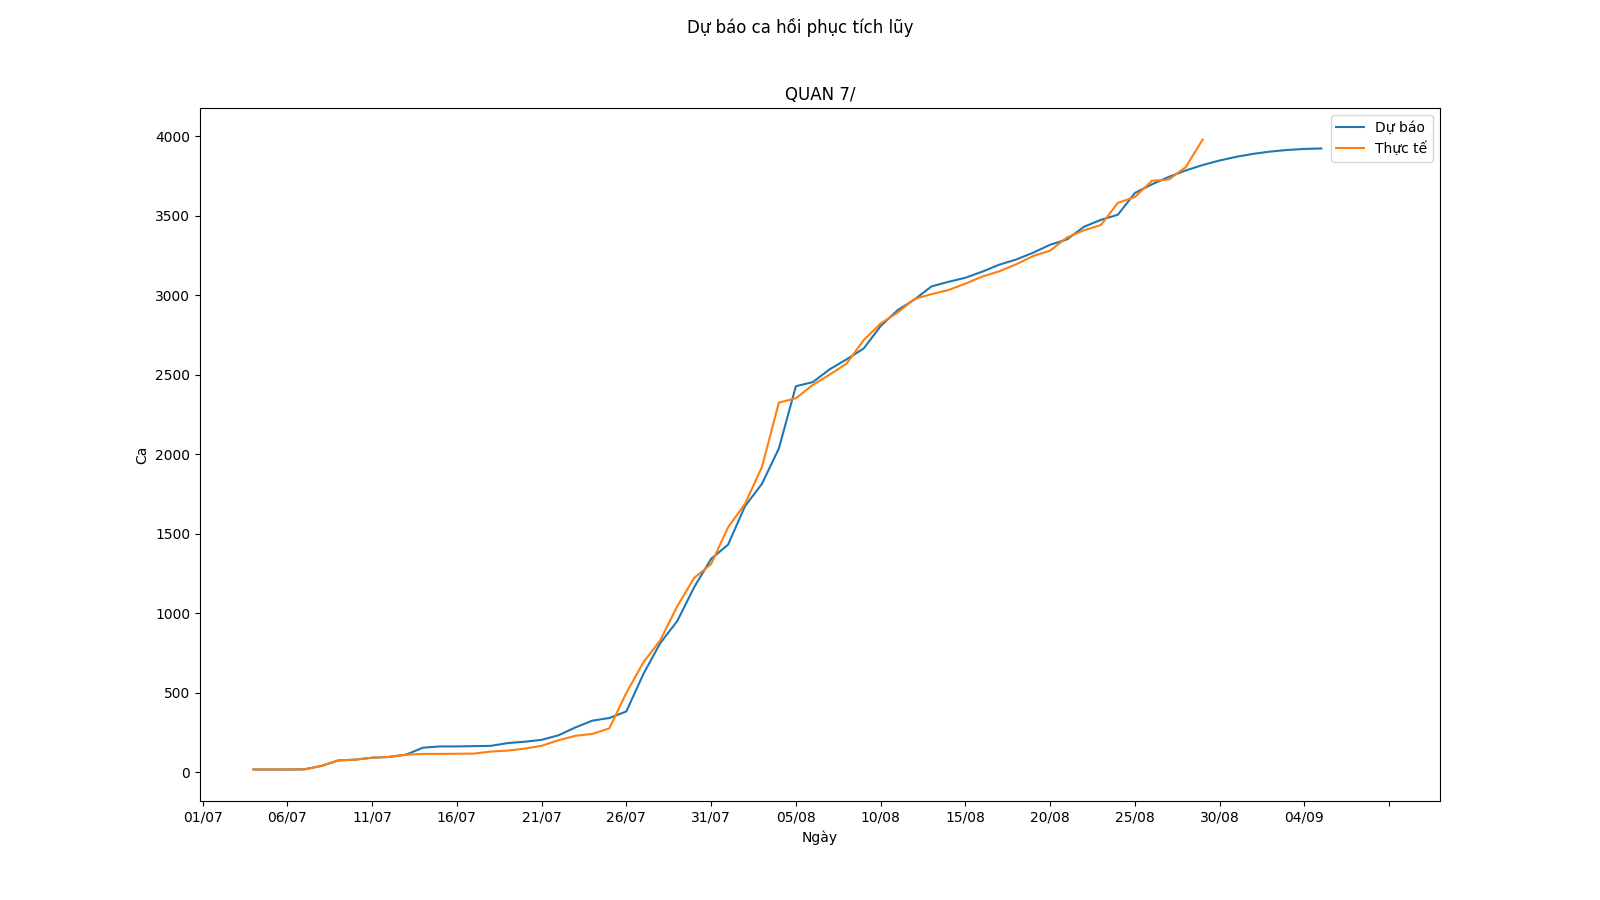 Dự báo ca hồi phục tích lũy
QUAN 7/
Dự báo
Thực tế
4000
3500
3000
2500
2000
1500
1000
500
0
Ca
01/07 06/07 11/07 16/07 21/07 26/07 31/07 05/08 10/08 15/08 20/08 25/08 30/08 04/09
Ngày